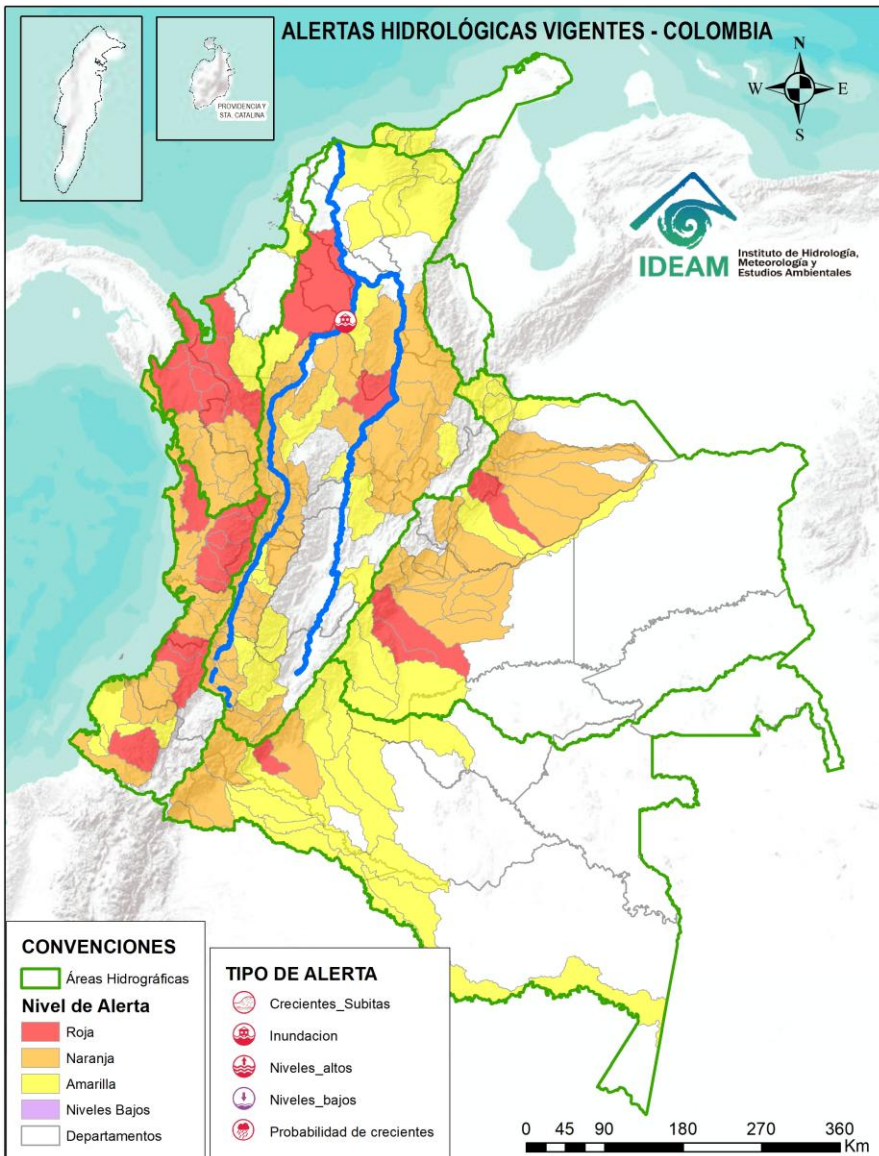 ALERTAS HIDROLÓGICAS VIGENTES - COLOMBIA
PROVIDENCIA Y
STA. CATALINA
N
W
E
S
IDEAM
Instituto de Hidrología,
Meteorología y
Estudios Ambientales
CONVENCIONES
Áreas Hidrográficas
Nivel de Alerta
Roja
Naranja
Amarilla
Niveles Bajos
Departamentos
TIPO DE ALERTA
Crecientes_Subitas
Inundacion
Niveles_altos
Niveles_bajos
Probabilidad de crecientes
0 45 90 180 270 360
Km